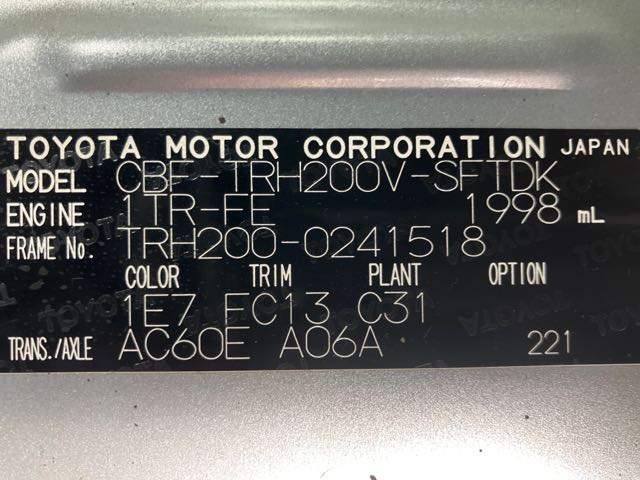 TOYOTA MOTOR CORPORATION JAPAN
MODEL CBF-TRH200V-SFTDK
ENGINE 1TR-FE 1998 mL
FRAME No. TRH200-0241518
COLOR TRIM PLANT OPTION
1E7 FC13 C31
TRANS./AXLE AC60E A06A 221